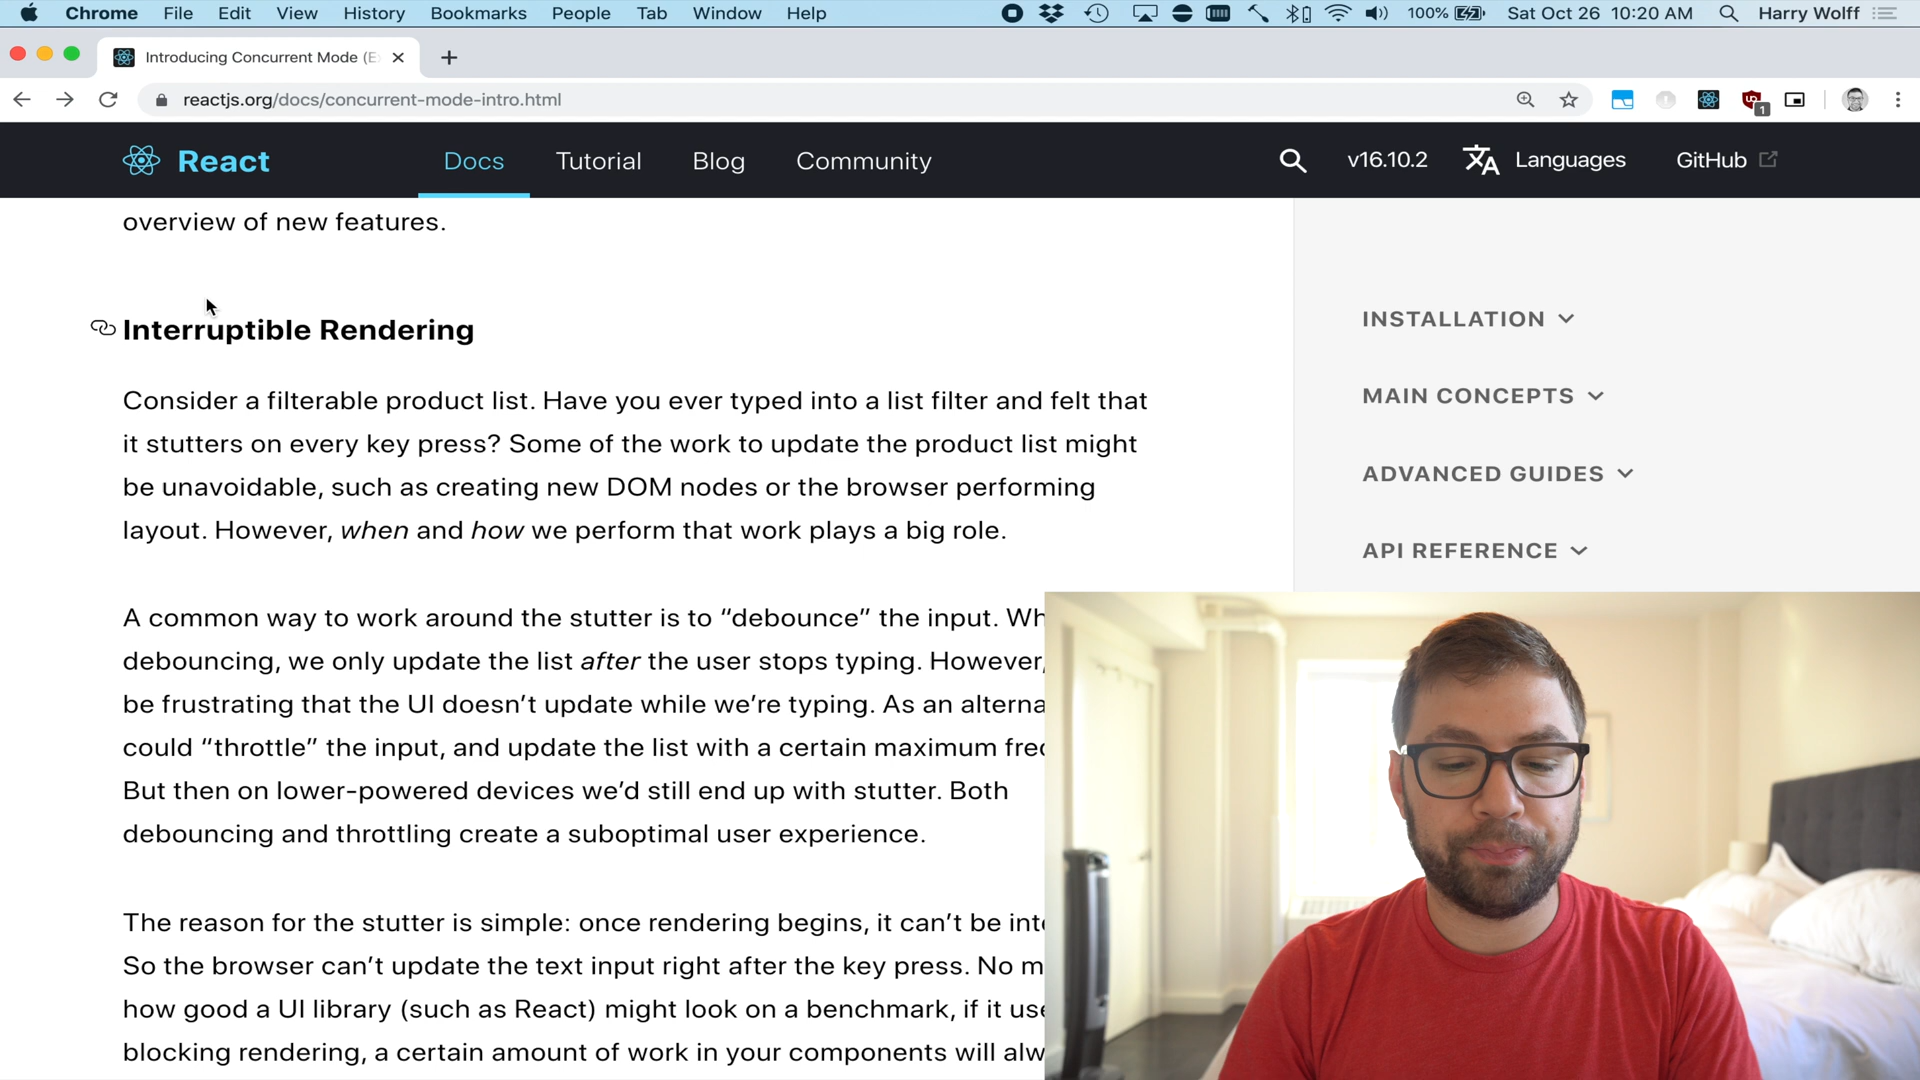 Chrome File Edit View History Bookmarks People Tab Window Help 100% Sat Oct 26 10:20 AM Harry Wolff
Introducing Concurrent Mode (E
reactjs.org/docs/concurrent-mode-intro.html
1
React Docs Tutorial Blog Community v16.10.2 Languages GitHub
overview of new features.
Interruptible Rendering
Consider a filterable product list. Have you ever typed into a list filter and felt that
it stutters on every key press? Some of the work to update the product list might
be unavoidable, such as creating new DOM nodes or the browser performing
layout. However, when and how we perform that work plays a big role.
A common way to work around the stutter is to “debounce” the input. Wh
debouncing, we only update the list after the user stops typing. However,
be frustrating that the UI doesn’t update while we’re typing. As an alterna
could “throttle” the input, and update the list with a certain maximum fre
But then on lower-powered devices we’d still end up with stutter. Both
debouncing and throttling create a suboptimal user experience.
The reason for the stutter is simple: once rendering begins, it can’t be int
So the browser can’t update the text input right after the key press. No m
how good a UI library (such as React) might look on a benchmark, if it us
blocking rendering, a certain amount of work in your components will alw
INSTALLATION
MAIN CONCEPTS
ADVANCED GUIDES
API REFERENCE